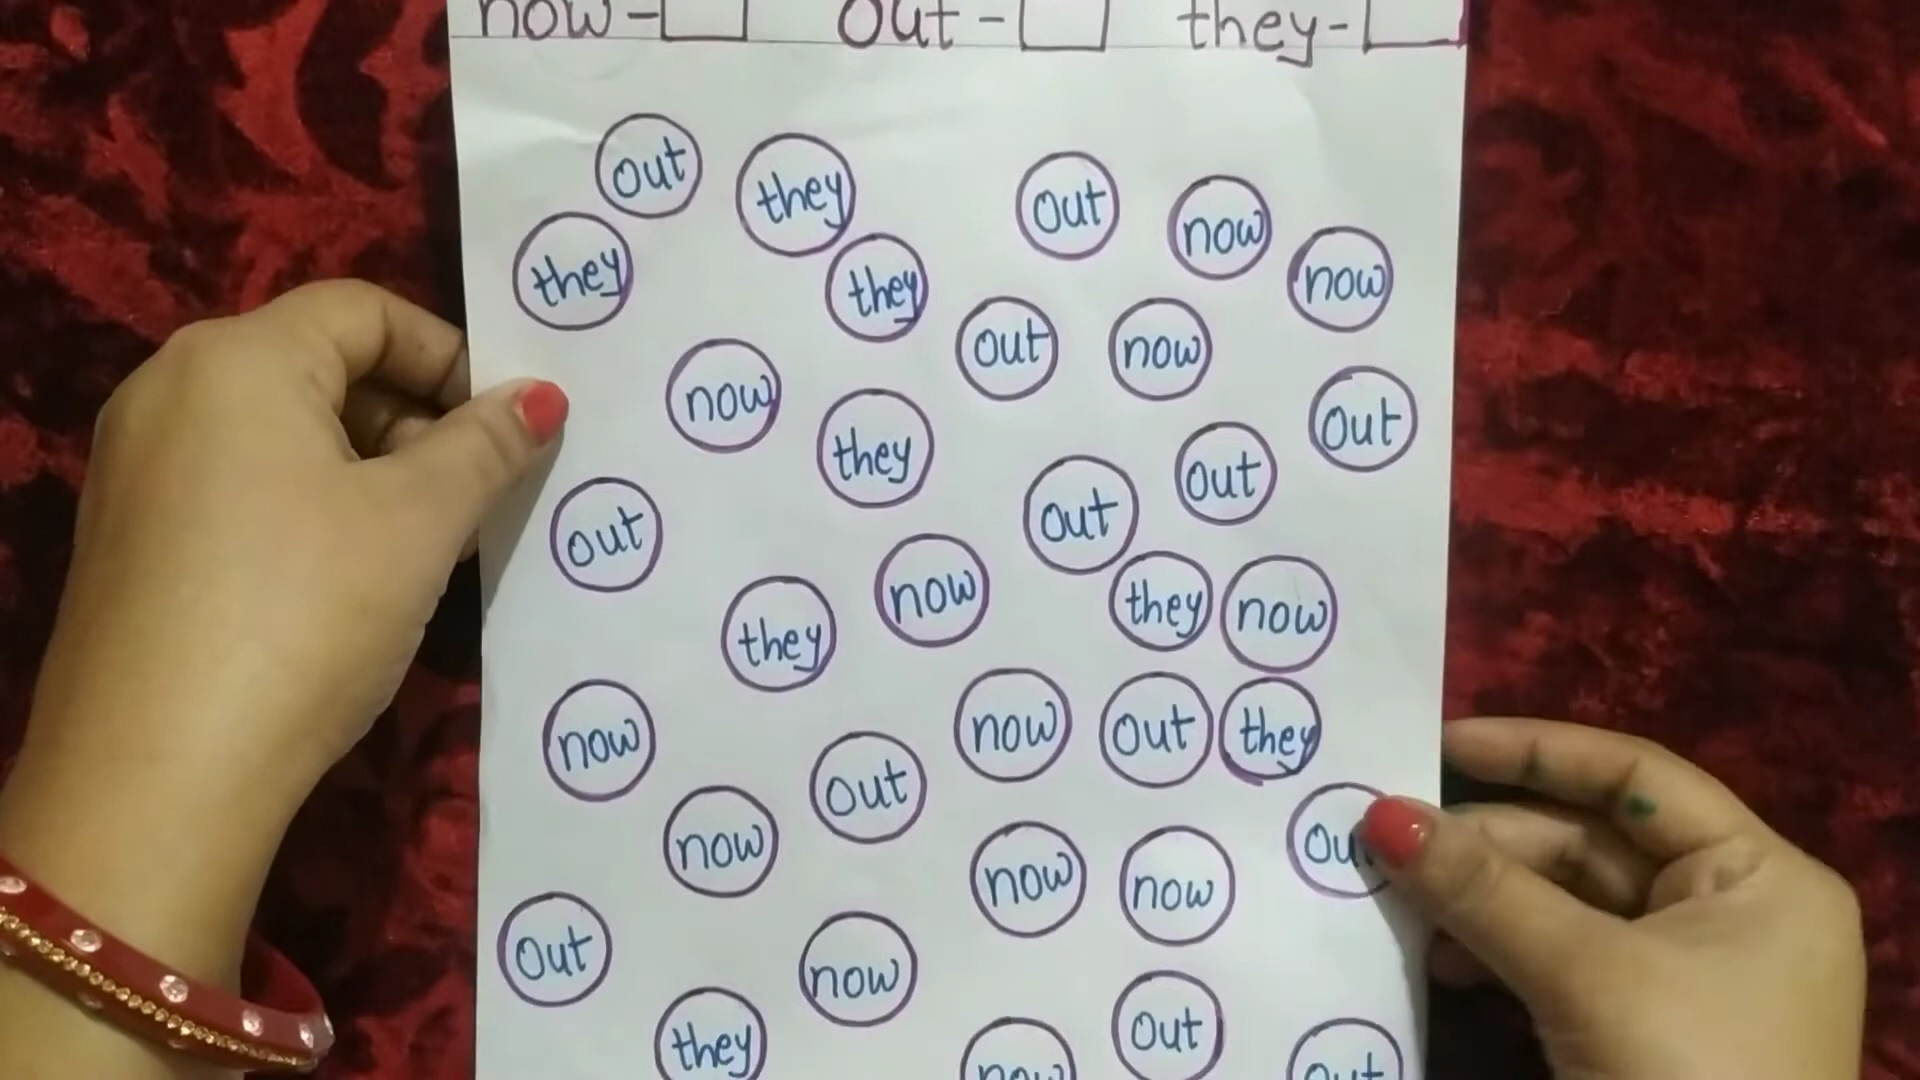 now - out - they -
out they out now
they they now
out now
now they out
out out out
they now
now they now
now out they
now out
now now out
out now
they out
now out